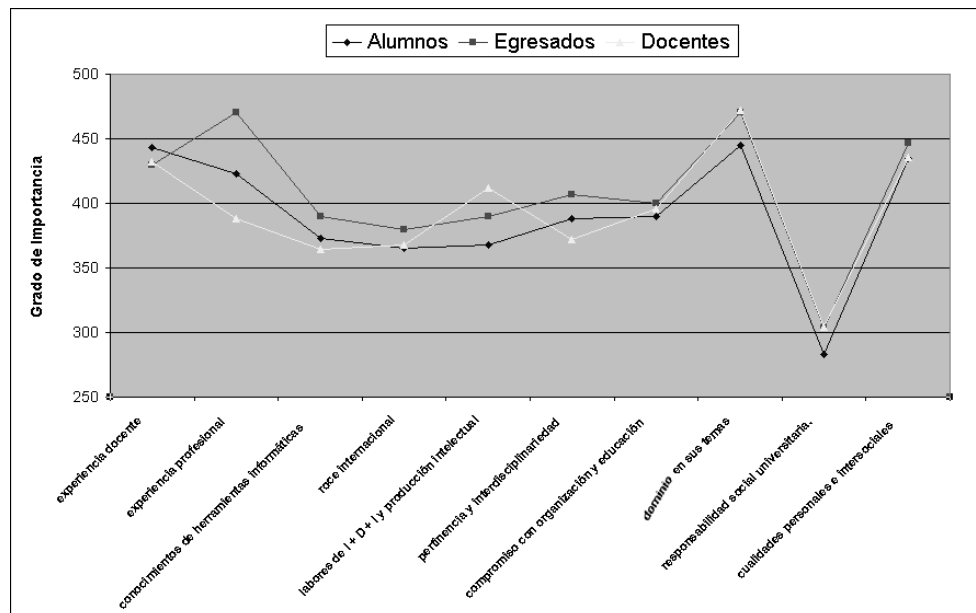 Alumnos Egresados Docentes
Grado de Importancia
500
450
400
350
300
250
experiencia docente
experiencia profesional
conocimientos de herramientas informáticas
roce internacional
labores de I + D + I y producción intelectual
pertinencia y interdisciplinariedad
compromiso con organización y educación
dominio en sus temas
responsabilidad social universitaria.
cualidades personales e intersociales